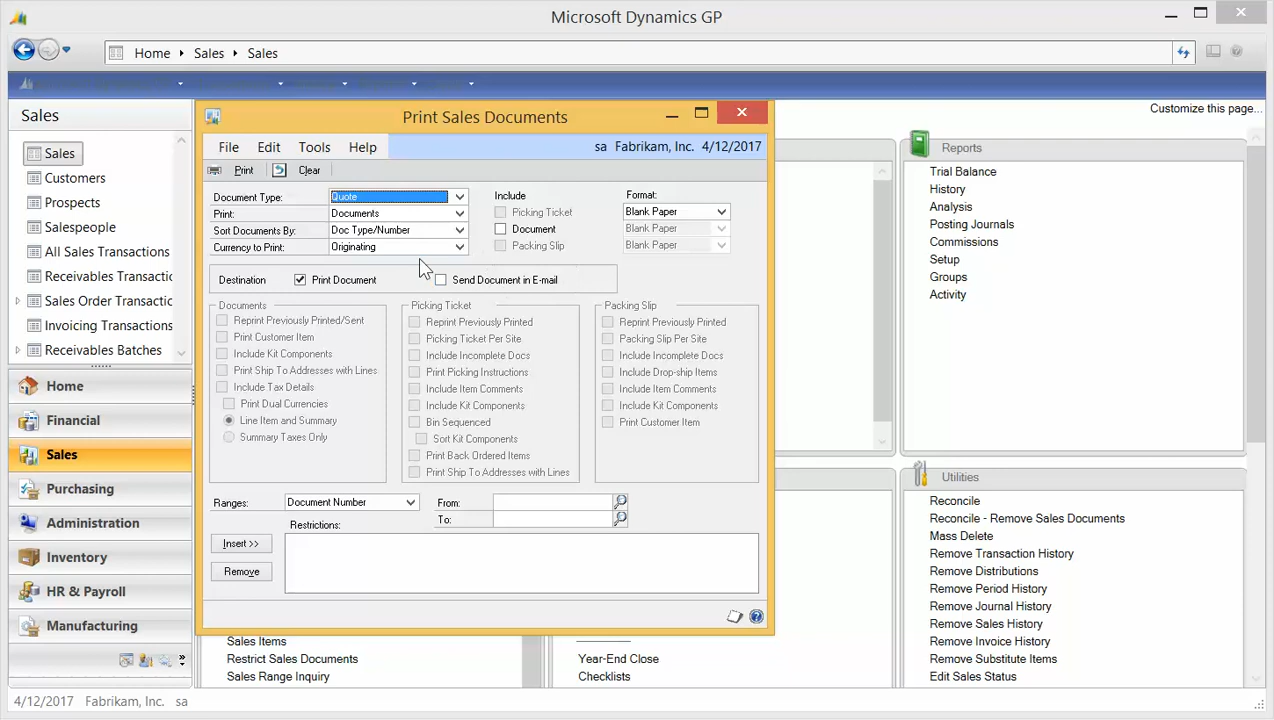 Microsoft Dynamics GP
Home Sales Sales
Customize this page...
Sales
Sales
Customers
Prospects
Salespeople
All Sales Transactions
Receivables Transactic
Sales Order Transactic
Invoicing Transactions
Receivables Batches
Home
Financial
Sales
Purchasing
Administration
Inventory
HR & Payroll
Manufacturing
Print Sales Documents
File Edit Tools Help
sa Fabrikam, Inc. 4/12/2017
Print Clear
Document Type: Quote
Print: Documents
Sort Documents By: Doc Type/Number
Currency to Print: Originating
Include
Picking Ticket
Document
Packing Slip
Format:
Blank Paper
Blank Paper
Blank Paper
Destination Print Document Send Document in E-mail
Documents
Reprint Previously Printed/Sent
Print Customer Item
Include Kit Components
Print Ship To Addresses with Lines
Include Tax Details
Print Dual Currencies
Line Item and Summary
Summary Taxes Only
Picking Ticket
Reprint Previously Printed
Picking Ticket Per Site
Include Incomplete Docs
Print Picking Instructions
Include Item Comments
Include Kit Components
Bin Sequenced
Sort Kit Components
Print Back Ordered Items
Print Ship To Addresses with Lines
Packing Slip
Reprint Previously Printed
Packing Slip Per Site
Include Incomplete Docs
Include Drop-ship Items
Include Item Comments
Include Kit Components
Print Customer Item
Ranges: Document Number From:
To:
Restrictions:
Insert >>
Remove
Sales Items
Restrict Sales Documents
Sales Range Inquiry
Year-End Close
Checklists
Reports
Trial Balance
History
Analysis
Posting Journals
Commissions
Setup
Groups
Activity
Utilities
Reconcile
Reconcile - Remove Sales Documents
Mass Delete
Remove Transaction History
Remove Distributions
Remove Period History
Remove Journal History
Remove Sales History
Remove Invoice History
Remove Substitute Items
Edit Sales Status
4/12/2017 Fabrikam, Inc. sa